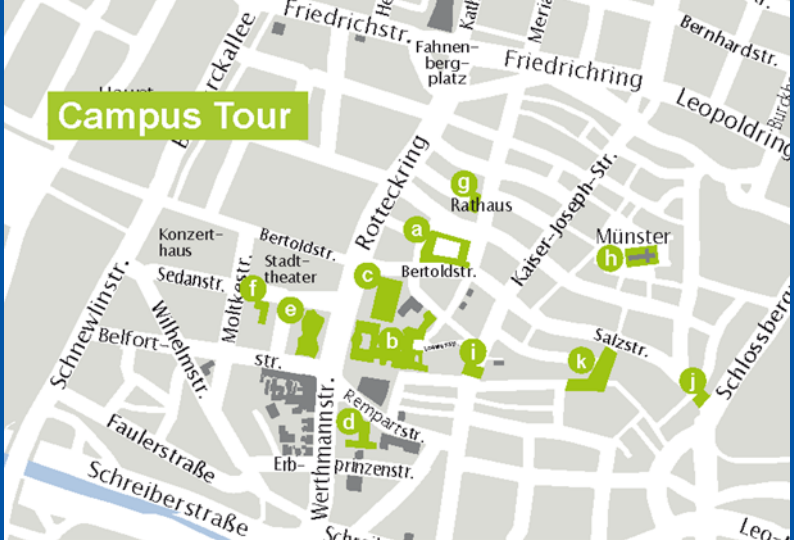 Friedrichstr.
Fahnen-
berg-
platz
Friedrichring
Bernhardstr.
Leopoldring
Campus Tour
Rotteckring
g
Rathaus
Kaiser-Joseph-Str.
a
Münster
h
Konzert-
haus
Bertoldstr.
Stadt-
theater
Bertoldstr.
Sedanstr.
Moltkestr.
c
f
e
Schnewlinstr.
Wilhelmstr.
Belfort-
str.
b
i
Salzstr.
k
j
Schlossberg
Rempartstr.
d
Werthmannstr.
Erb-
prinzenstr.
Faulerstraße
Schreiberstraße